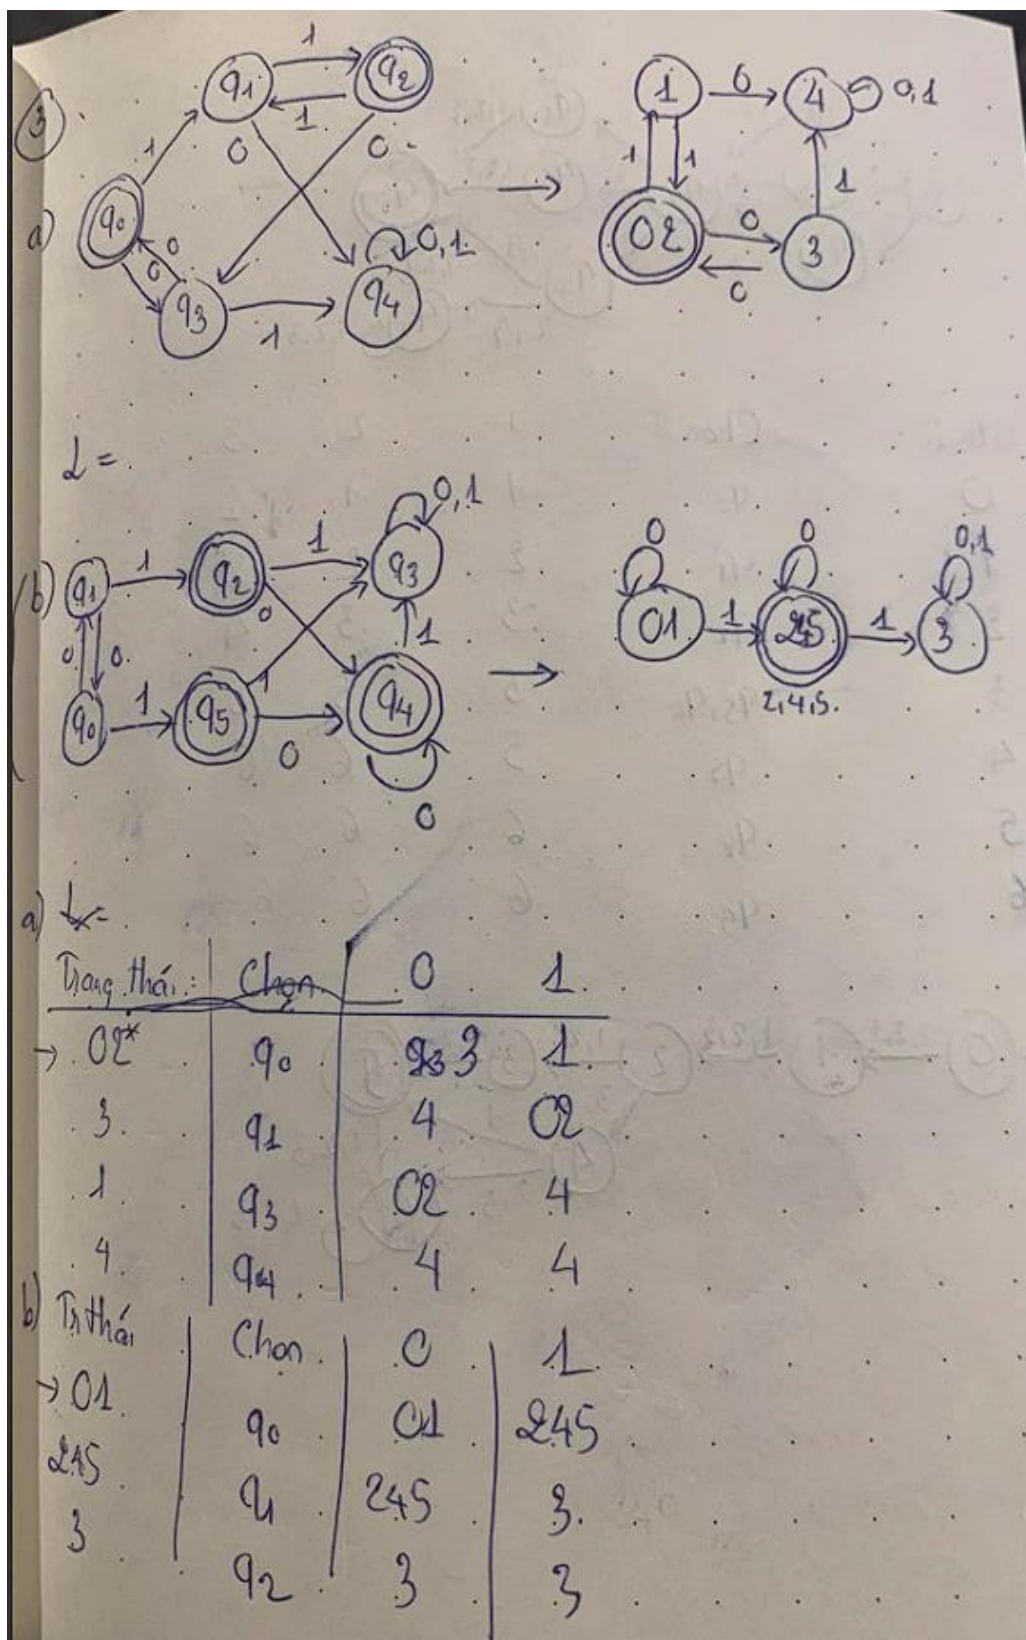 3
a)
q1 1 q2
1
1 0 0
q0 0 0 q3 1 q4 0,1
→
1 0 4 0,1
1 1 1
02 0 3
0
L =
b)
q1 1 q2 1 q3 0,1
0 0 0 1
q0 1 q5 1 0 q4
0
→
0 0 0,1
01 1 245 1 3
2,4,5.
a) L=
Trạng thái: Chọn 0 1
→ 02* q0 q3 3 1
3 q1 4 02
1 q3 02 4
4 q4 4 4
b) Tr thái Chọn 0 1
→ 01 q0 01 245
245 q1 245 3
3 q2 3 3